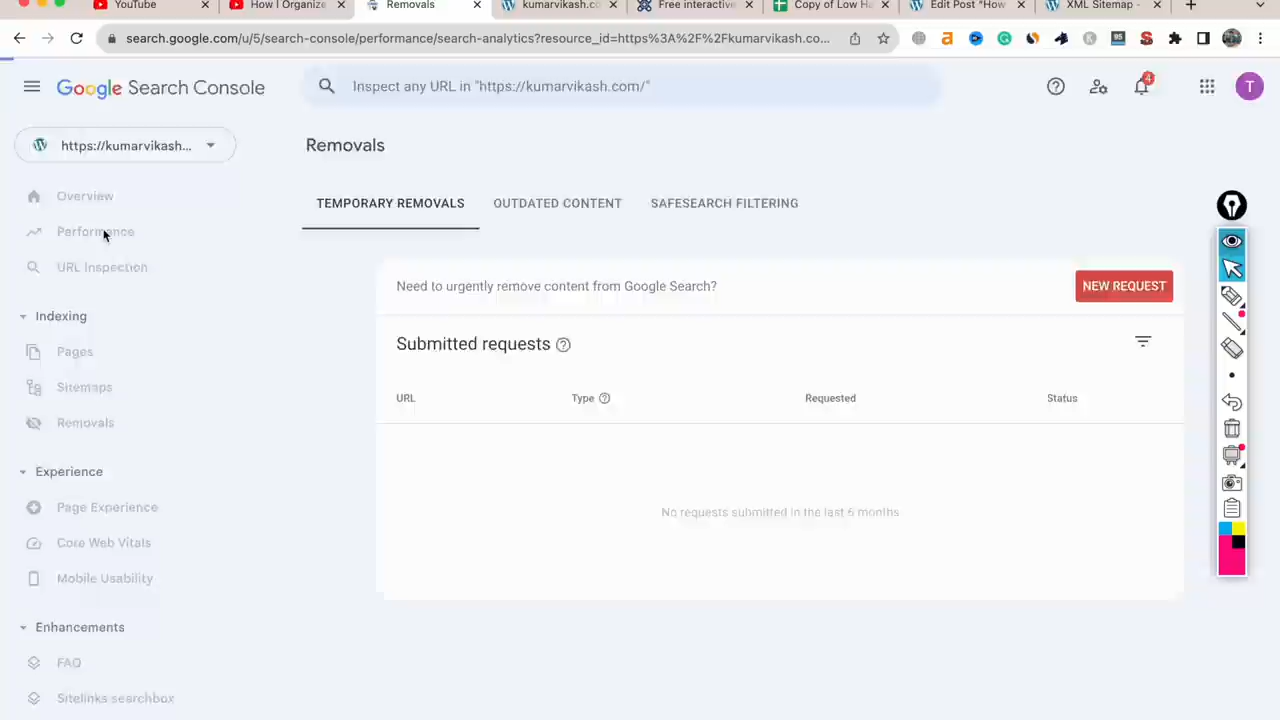 YouTube
How I Organize
Removals
kumarvikash.co
Free interactive
Copy of Low Ha
Edit Post "How
XML Sitemap -
search.google.com/u/5/search-console/performance/search-analytics?resource_id=https%3A%2F%2Fkumarvikash.co...
Google Search Console
Inspect any URL in "https://kumarvikash.com/"
4
T
https://kumarvikash...
Removals
Overview
Performance
URL Inspection
Indexing
Pages
Sitemaps
Removals
Experience
Page Experience
Core Web Vitals
Mobile Usability
Enhancements
FAQ
Sitelinks searchbox
TEMPORARY REMOVALS
OUTDATED CONTENT
SAFESEARCH FILTERING
Need to urgently remove content from Google Search?
NEW REQUEST
Submitted requests
URL
Type
Requested
Status
No requests submitted in the last 6 months